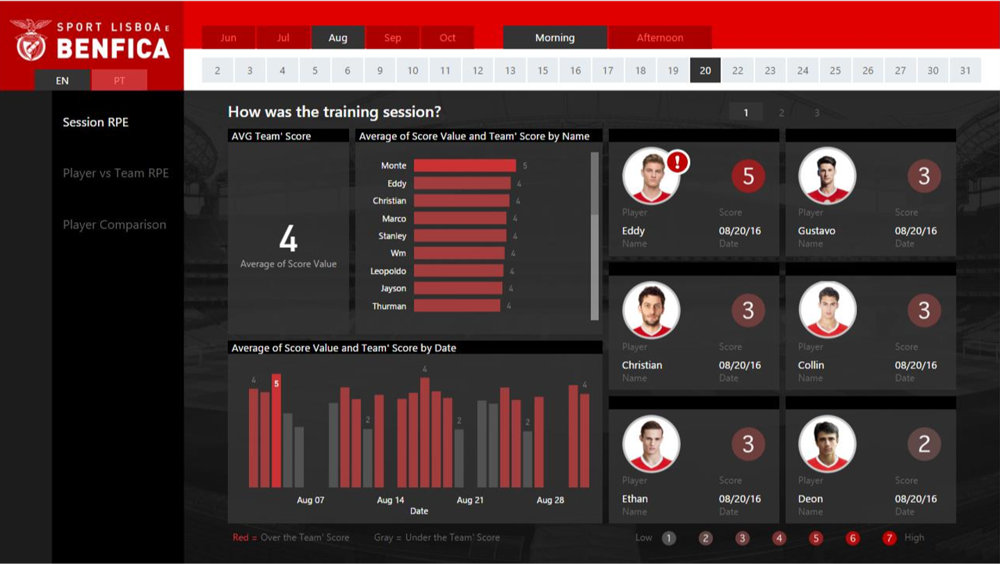 SPORT LISBOA E
BENFICA
EN
PT
Jun
Jul
Aug
Sep
Oct
Morning
Afternoon
2 3 4 5 6 9 10 11 12 13 15 16 17 18 19 20 22 23 24 25 26 27 30 31
Session RPE
Player vs Team RPE
Player Comparison
How was the training session?
1 2 3
AVG Team' Score
4
Average of Score Value
Average of Score Value and Team' Score by Name
Monte 5
Eddy 4
Christian 4
Marco 4
Stanley 4
Wm 4
Leopoldo 4
Jayson 4
Thurman 4
Average of Score Value and Team' Score by Date
4 5 2 4 2 2 4
Aug 07 Aug 14 Aug 21 Aug 28
Date
Red = Over the Team' Score
Gray = Under the Team' Score
!
5
Player Score
Eddy 08/20/16
Name Date
3
Player Score
Gustavo 08/20/16
Name Date
3
Player Score
Christian 08/20/16
Name Date
3
Player Score
Collin 08/20/16
Name Date
3
Player Score
Ethan 08/20/16
Name Date
2
Player Score
Deon 08/20/16
Name Date
Low 1 2 3 4 5 6 7 High